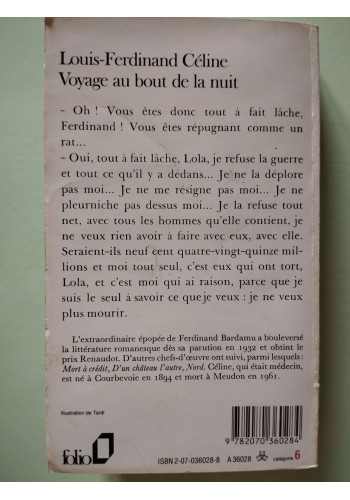 Louis-Ferdinand Céline
Voyage au bout de la nuit
– Oh ! Vous êtes donc tout à fait lâche,
Ferdinand ! Vous êtes répugnant comme un
rat...
– Oui, tout à fait lâche, Lola, je refuse la guerre
et tout ce qu'il y a dedans... Je ne la déplore
pas moi... Je ne me résigne pas moi... Je ne
pleurniche pas dessus moi... Je la refuse tout
net, avec tous les hommes qu'elle contient, je
ne veux rien avoir à faire avec eux, avec elle.
Seraient-ils neuf cent quatre-vingt-quinze mil-
lions et moi tout seul, c'est eux qui ont tort,
Lola, et c'est moi qui ai raison, parce que je
suis le seul à savoir ce que je veux : je ne veux
plus mourir.
L'extraordinaire épopée de Ferdinand Bardamu a bouleversé
la littérature romanesque dès sa parution en 1932 et obtint le
prix Renaudot. D'autres chefs-d'œuvre ont suivi, parmi lesquels :
Mort à crédit, D'un château l'autre, Nord. Céline, qui était médecin,
est né à Courbevoie en 1894 et mort à Meudon en 1961.
Illustration de Tardi
9 782070 360284
folio
ISBN 2-07-036028-8
A 36028
catégorie 6